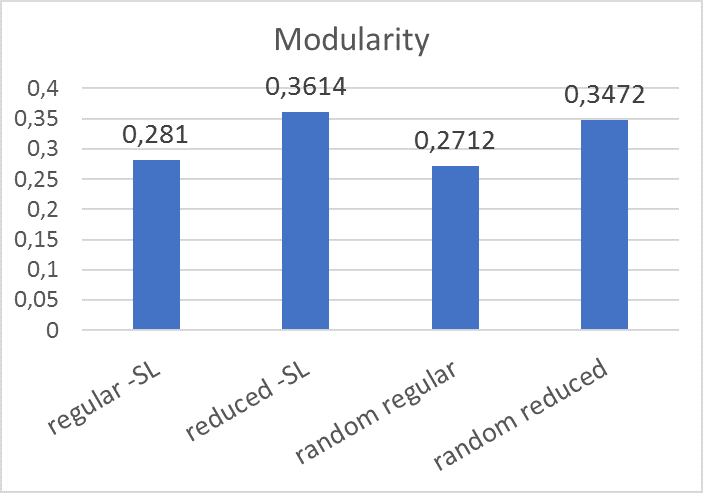 Modularity
0,4
0,35
0,3
0,25
0,2
0,15
0,1
0,05
0
0,281
0,3614
0,2712
0,3472
regular -SL
reduced -SL
random regular
random reduced